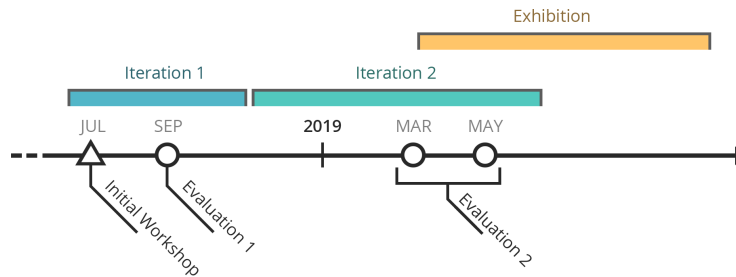 Exhibition
Iteration 1
Iteration 2
JUL
SEP
2019
MAR
MAY
Initial Workshop
Evaluation 1
Evaluation 2